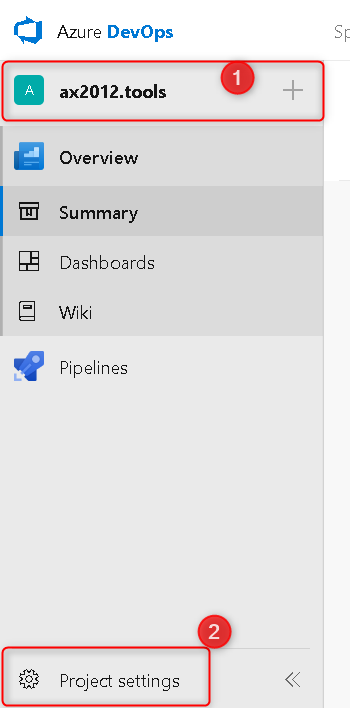 Azure DevOps
Sp
A ax2012.tools
1
Overview
Summary
Dashboards
Wiki
Pipelines
2
Project settings